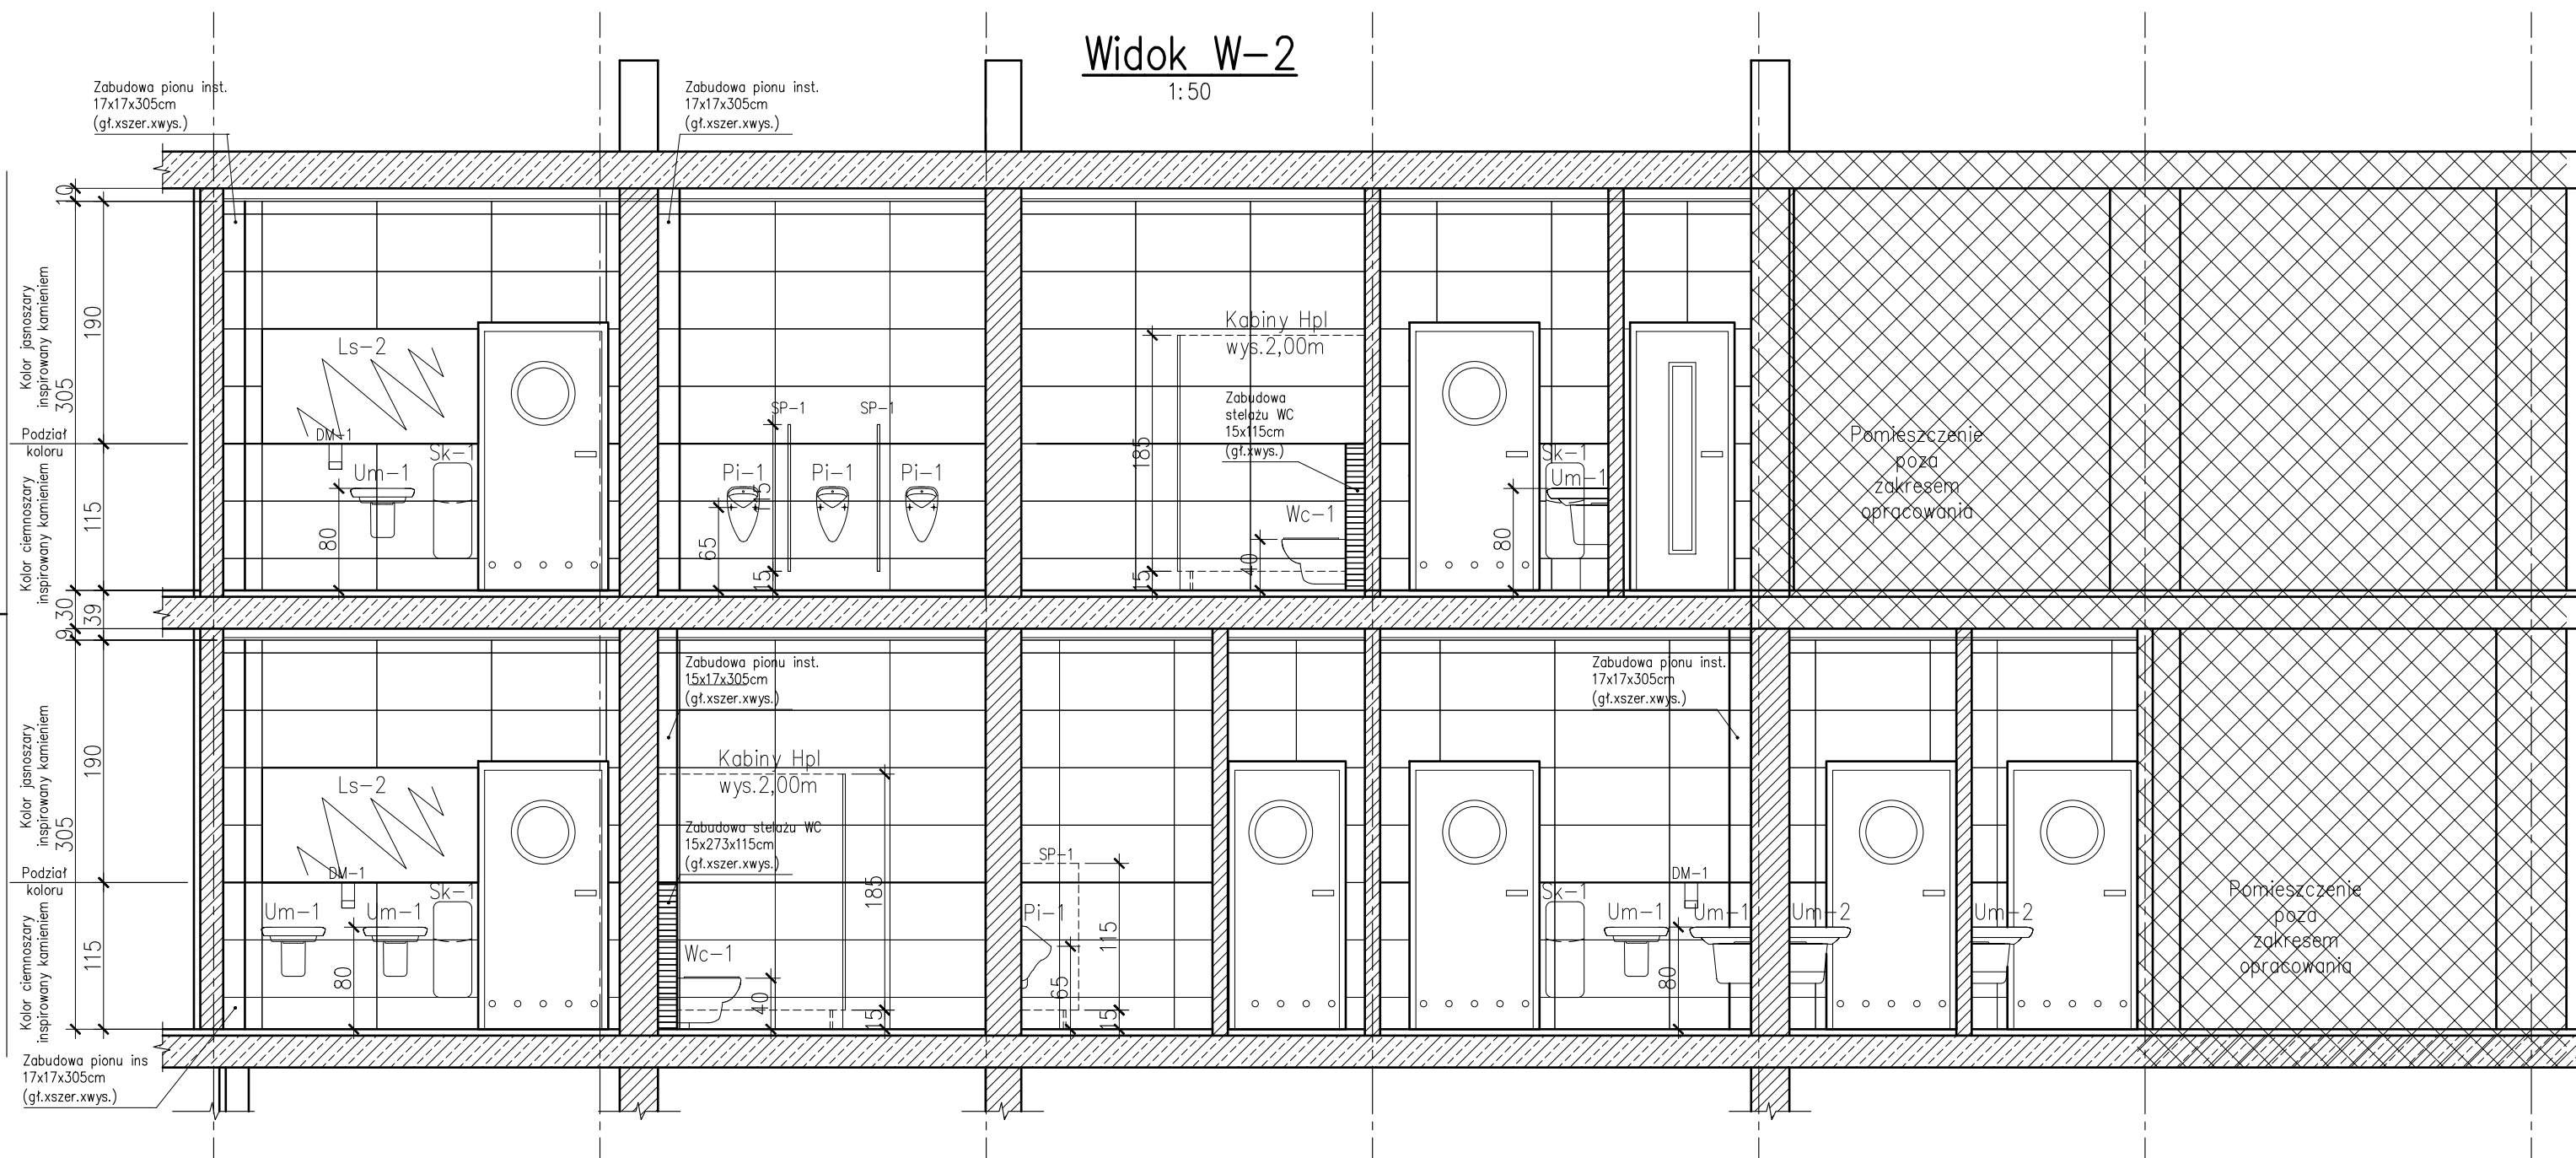 Widok W-2
1:50
Zabudowa pionu inst.
17x17x305cm
(gł.xszer.xwys.)
Zabudowa pionu inst.
17x17x305cm
(gł.xszer.xwys.)
10
190
305
115
Kolor jasnoszary
inspirowany kamieniem
Podział
koloru
Kolor ciemnoszary
inspirowany kamieniem
Ls-2
DM-1
Um-1
Sk-1
80
SP-1
SP-1
Pi-1
Pi-1
Pi-1
115
65
15
Kabiny Hpl
wys.2,00m
185
Zabudowa
stelażu WC
15x115cm
(gł.xwys.)
Wc-1
40
15
Sk-1
Um-1
80
Pomieszczenie
poza
zakresem
opracowania
30
39
9
190
305
115
Kolor jasnoszary
inspirowany kamieniem
Podział
koloru
Kolor ciemnoszary
inspirowany kamieniem
Ls-2
DM-1
Um-1
Um-1
Sk-1
80
Zabudowa pionu inst.
15x17x305cm
(gł.xszer.xwys.)
Kabiny Hpl
wys.2,00m
Zabudowa stelażu WC
15x273x115cm
(gł.xszer.xwys.)
185
Wc-1
40
15
SP-1
Pi-1
115
65
15
Zabudowa pionu inst.
17x17x305cm
(gł.xszer.xwys.)
Sk-1
Um-1
DM-1
Um-1
80
Um-2
Um-2
Pomieszczenie
poza
zakresem
opracowania
Zabudowa pionu ins
17x17x305cm
(gł.xszer.xwys.)